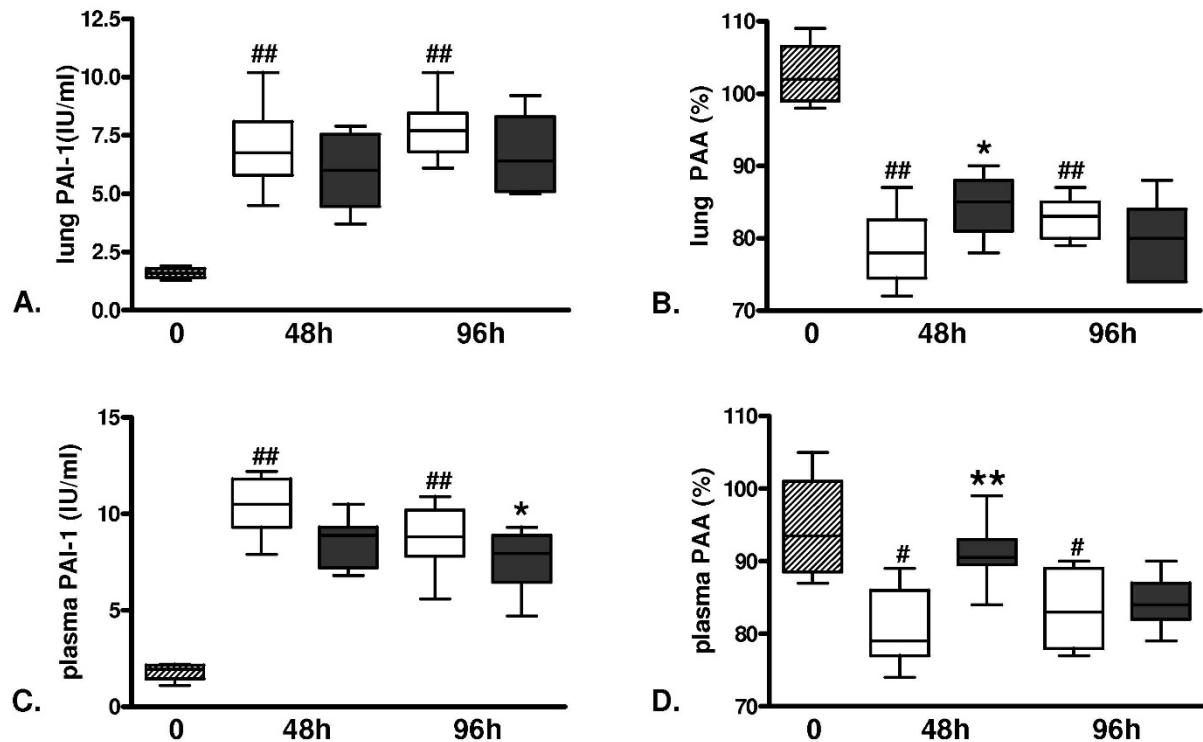 lung PAI-1(IU/ml)
12.5
10.0
7.5
5.0
2.5
0.0
##
##
0
48h
96h
A.
lung PAA (%)
110
100
90
80
70
##
*
##
0
48h
96h
B.
plasma PAI-1 (IU/ml)
15
10
5
0
##
##
*
0
48h
96h
C.
plasma PAA (%)
110
100
90
80
70
#
**
#
0
48h
96h
D.